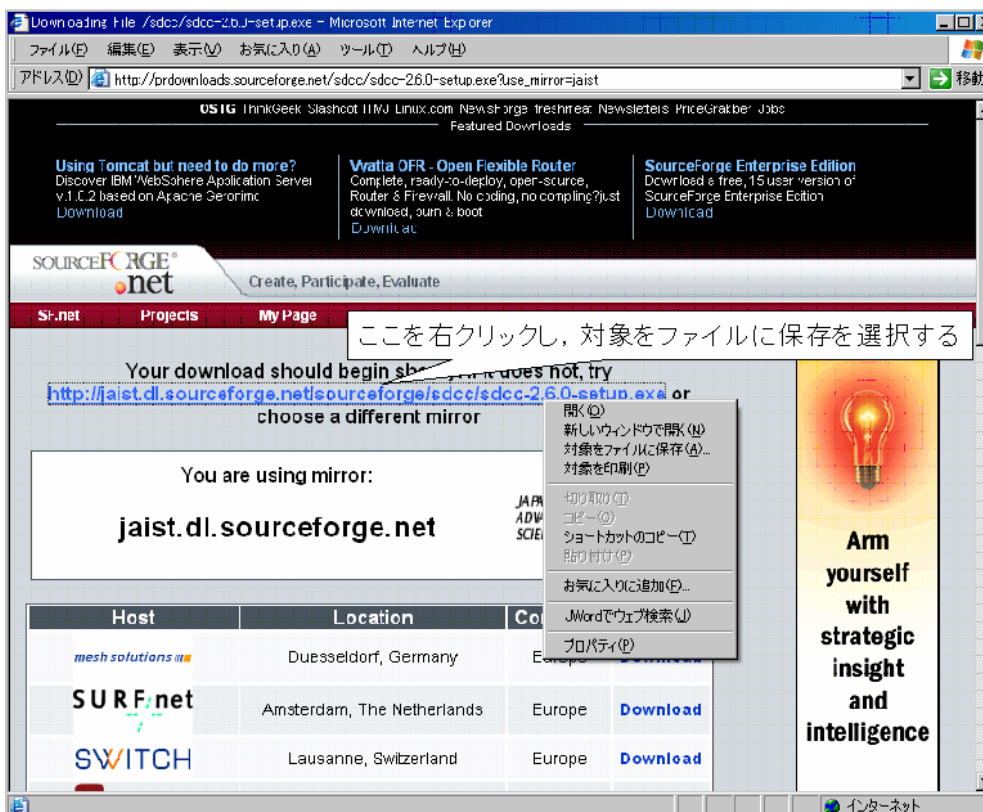 Downloading File /sdcc/sdcc-2.6.0-setup.exe - Microsoft Internet Explorer
ファイル(F) 編集(E) 表示(V) お気に入り(A) ツール(T) ヘルプ(H)
アドレス(D) http://prdownloads.sourceforge.net/sdcc/sdcc-2.6.0-setup.exe?use_mirror=jaist 移動
OSTG ThinkGeek Slashdot ITMJ Linux.com NewsForge freshmeat Newsletters PriceGrabber Jobs
Featured Downloads
Using Tomcat but need to do more?
Discover IBM WebSphere Application Server
v.1.0.2 based on Apache Geronimo
Download
Vyatta OFR - Open Flexible Router
Complete, ready-to-deploy, open-source,
Router & Firewall. No coding, no compiling?just
download, burn & boot
Download
SourceForge Enterprise Edition
Download a free, 15 user version of
SourceForge Enterprise Edition
Download
SOURCEFORGE®
.net
Create, Participate, Evaluate
SF.net Projects My Page
ここを右クリックし，対象をファイルに保存を選択する
Your download should begin does not, try
http://jaist.dl.sourceforge.net/sourceforge/sdcc/sdcc-2.6.0-setup.exe or
choose a different mirror
開く(O)
新しいウィンドウで開く(N)
対象をファイルに保存(A)...
対象を印刷(P)
切り取り(T)
コピー(C)
ショートカットのコピー(T)
貼り付け(P)
お気に入りに追加(F)...
JWordでウェブ検索(J)
プロパティ(R)
You are using mirror:
jaist.dl.sourceforge.net
Host Location
mesh solutions Duesseldorf, Germany Europe Download
SURFnet Amsterdam, The Netherlands Europe Download
SWITCH Lausanne, Switzerland Europe Download
Arm
yourself
with
strategic
insight
and
intelligence
インターネット